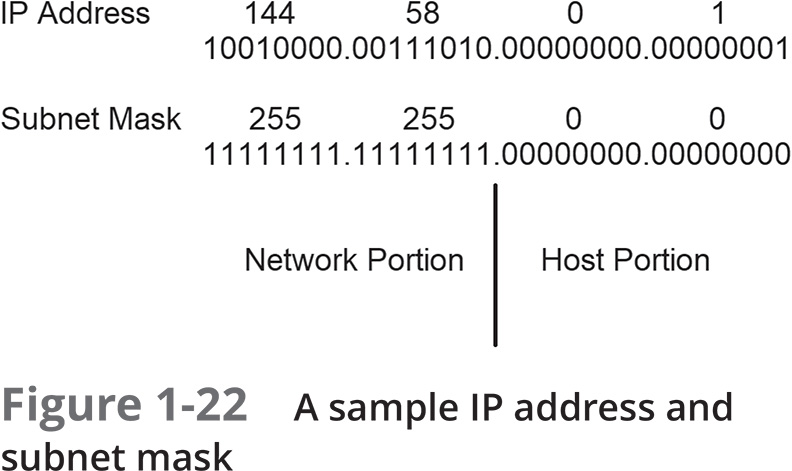 IP Address 144 58 0 1
10010000.00111010.00000000.00000001
Subnet Mask 255 255 0 0
11111111.11111111.00000000.00000000
Network Portion Host Portion
Figure 1-22 A sample IP address and
subnet mask